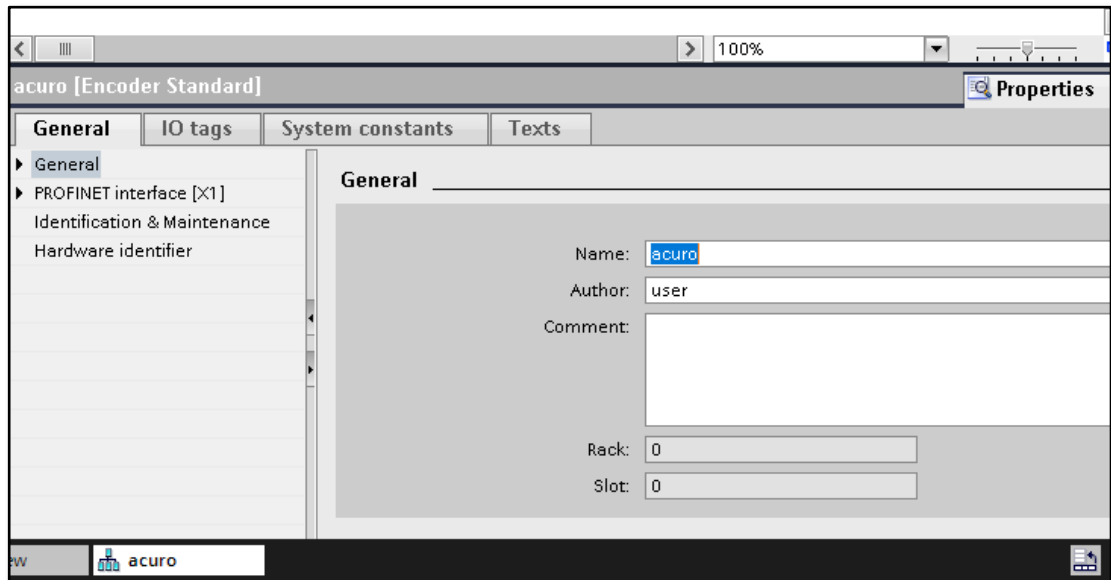 100%
acuro [Encoder Standard]
Properties
General
IO tags
System constants
Texts
General
PROFINET interface [X1]
Identification & Maintenance
Hardware identifier
General
Name: acuro
Author: user
Comment:
Rack: 0
Slot: 0
acuro